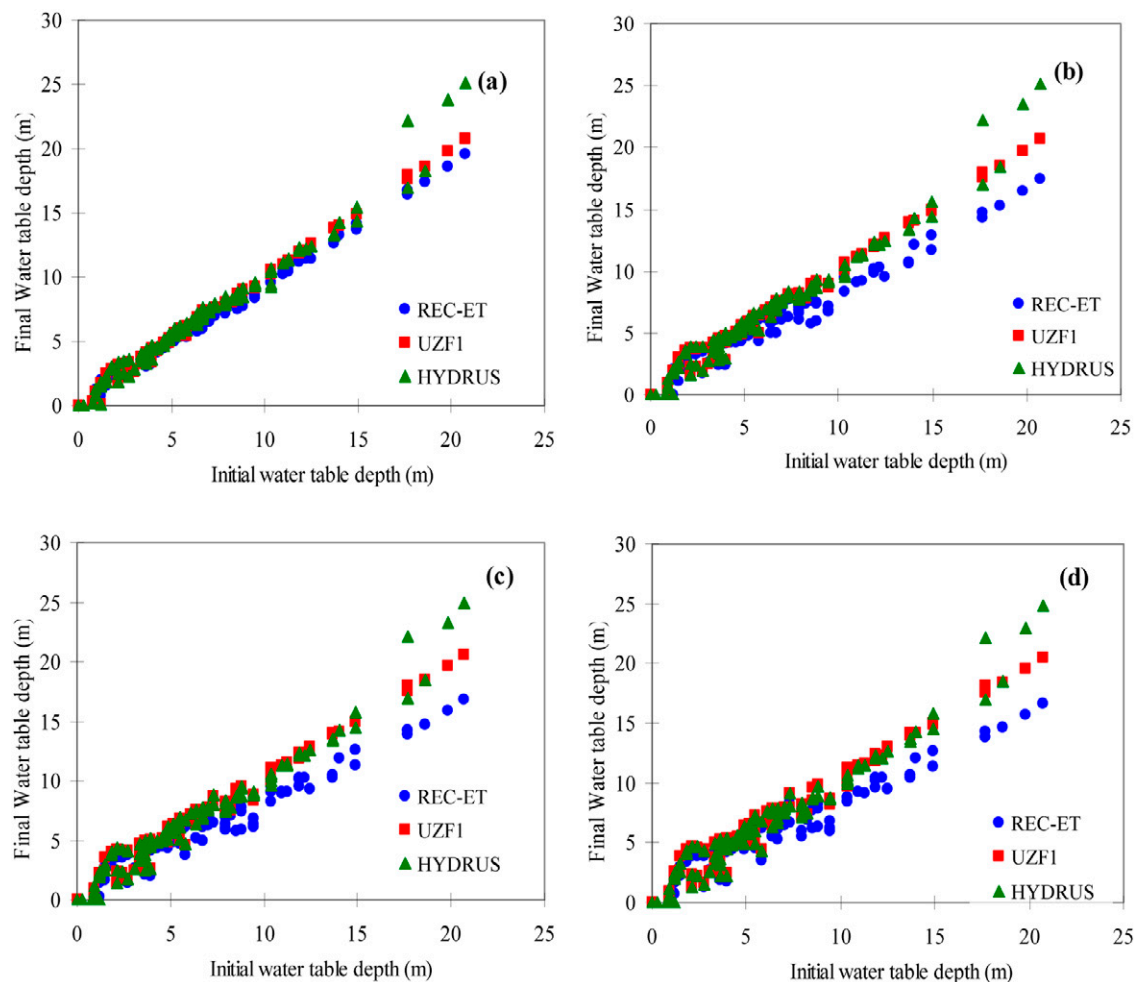 30
25
20
15
10
5
0
Final Water table depth (m)
(a)
REC-ET
UZF1
HYDRUS
0 5 10 15 20 25
Initial water table depth (m)
30
25
20
15
10
5
0
Final Water table depth (m)
(b)
REC-ET
UZF1
HYDRUS
0 5 10 15 20 25
Initial water table depth (m)
30
25
20
15
10
5
0
Final Water table depth (m)
(c)
REC-ET
UZF1
HYDRUS
0 5 10 15 20 25
Initial water table depth (m)
30
25
20
15
10
5
0
Final Water table depth (m)
(d)
REC-ET
UZF1
HYDRUS
0 5 10 15 20 25
Initial water table depth (m)